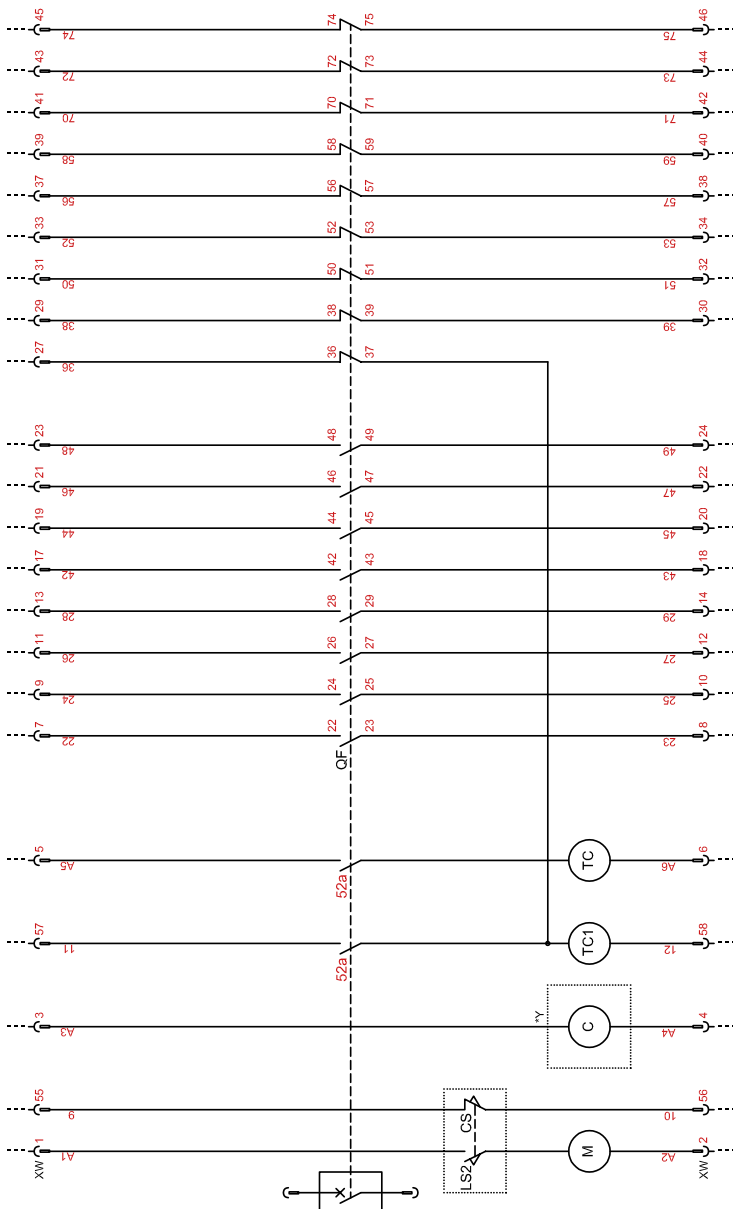 45 74 74 75 75 46
43 72 72 73 73 44
41 70 70 71 71 42
39 58 58 59 59 40
37 56 56 57 57 38
33 52 52 53 53 34
31 50 50 51 51 32
29 38 38 39 39 30
27 36 36 37
23 48 48 49 49 24
21 46 46 47 47 22
19 44 44 45 45 20
17 42 42 43 43 18
13 28 28 29 29 14
11 26 26 27 27 12
9 24 24 25 25 10
7 22 22 23 23 8
QF
5 A5 52a TC A6 6
57 11 52a TC1 12 58
3 A3 *Y C A4 4
55 9 CS 10 56
XW 1 A1 LS2 M A2 XW 2